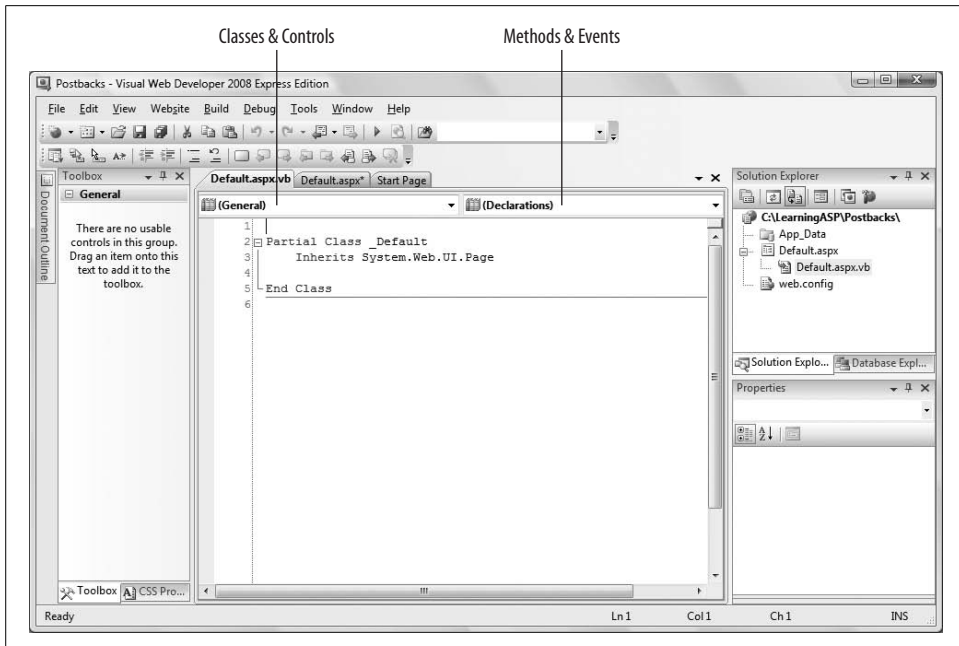 Classes & Controls
Methods & Events
Postbacks - Visual Web Developer 2008 Express Edition
File Edit View Website Build Debug Tools Window Help
Toolbox
General
There are no usable
controls in this group.
Drag an item onto this
text to add it to the
toolbox.
Document Outline
Toolbox
CSS Pro...
Default.aspx.vb
Default.aspx*
Start Page
(General)
(Declarations)
1
2 Partial Class _Default
3 Inherits System.Web.UI.Page
4
5 End Class
6
Solution Explorer
C:\LearningASP\Postbacks\
App_Data
Default.aspx
Default.aspx.vb
web.config
Solution Explo...
Database Expl...
Properties
Ready
Ln 1
Col 1
Ch 1
INS